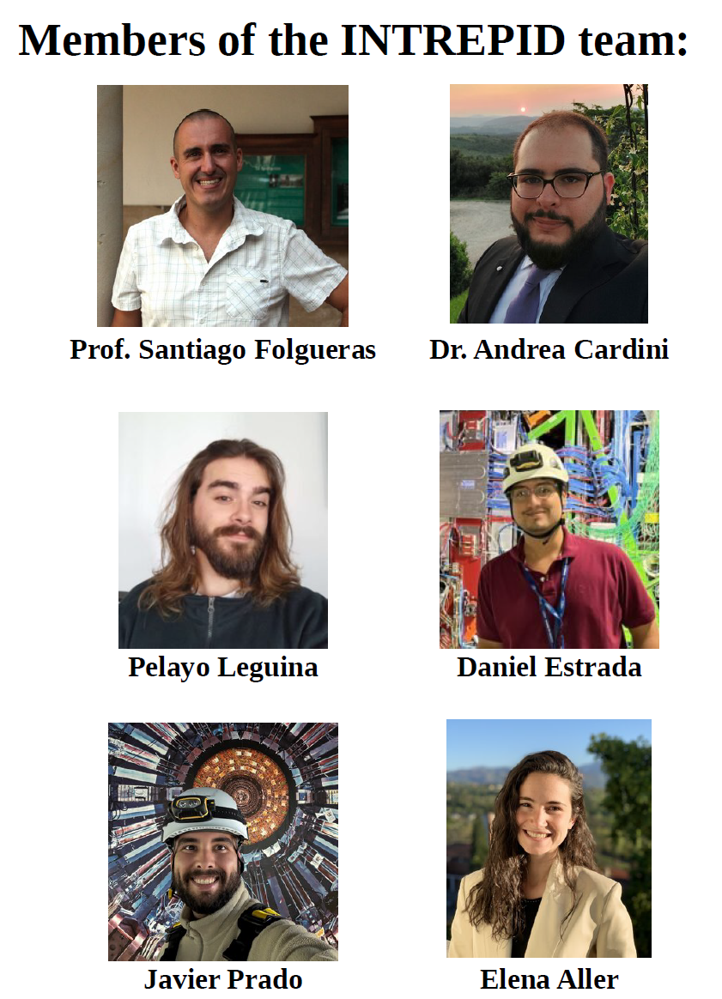 Members of the INTREPID team:
Prof. Santiago Folgueras
Dr. Andrea Cardini
Pelayo Leguina
Daniel Estrada
Javier Prado
Elena Aller